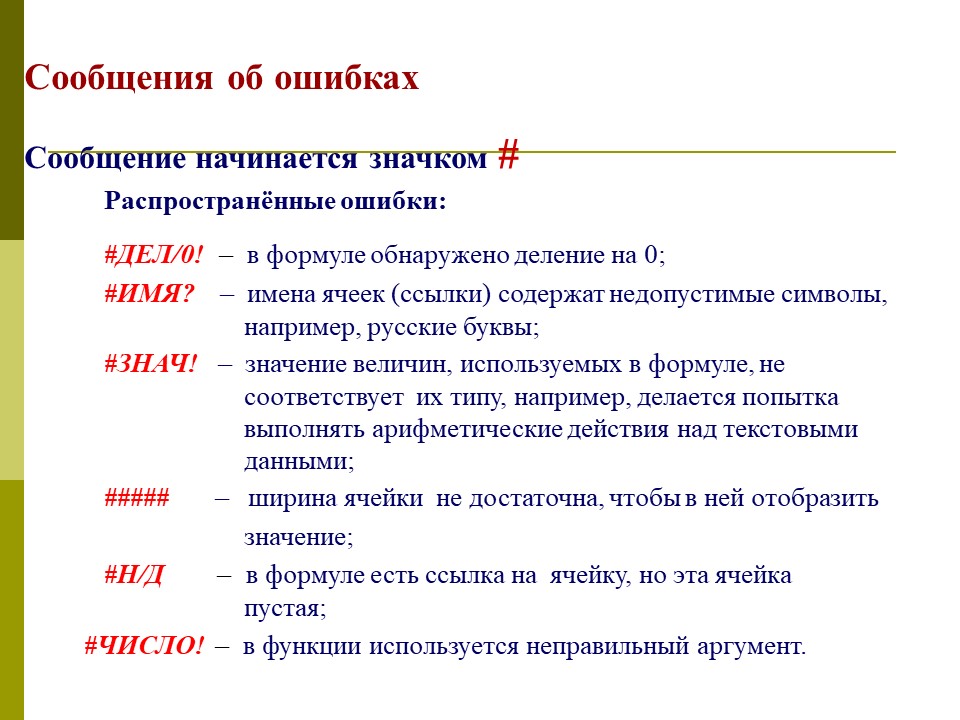 Сообщения об ошибках
Сообщение начинается значком #
Распространённые ошибки:
#ДЕЛ/0! – в формуле обнаружено деление на 0;
#ИМЯ? – имена ячеек (ссылки) содержат недопустимые символы,
например, русские буквы;
#ЗНАЧ! – значение величин, используемых в формуле, не
соответствует их типу, например, делается попытка
выполнять арифметические действия над текстовыми
данными;
##### – ширина ячейки не достаточна, чтобы в ней отобразить
значение;
#Н/Д – в формуле есть ссылка на ячейку, но эта ячейка
пустая;
#ЧИСЛО! – в функции используется неправильный аргумент.